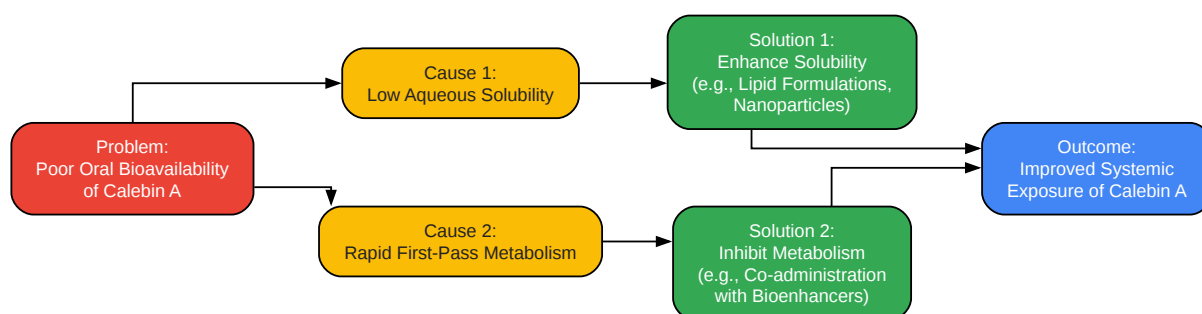 Problem:
Poor Oral Bioavailability
of Calebin A
Cause 1:
Low Aqueous Solubility
Solution 1:
Enhance Solubility
(e.g., Lipid Formulations,
Nanoparticles)
Cause 2:
Rapid First-Pass Metabolism
Solution 2:
Inhibit Metabolism
(e.g., Co-administration
with Bioenhancers)
Outcome:
Improved Systemic
Exposure of Calebin A